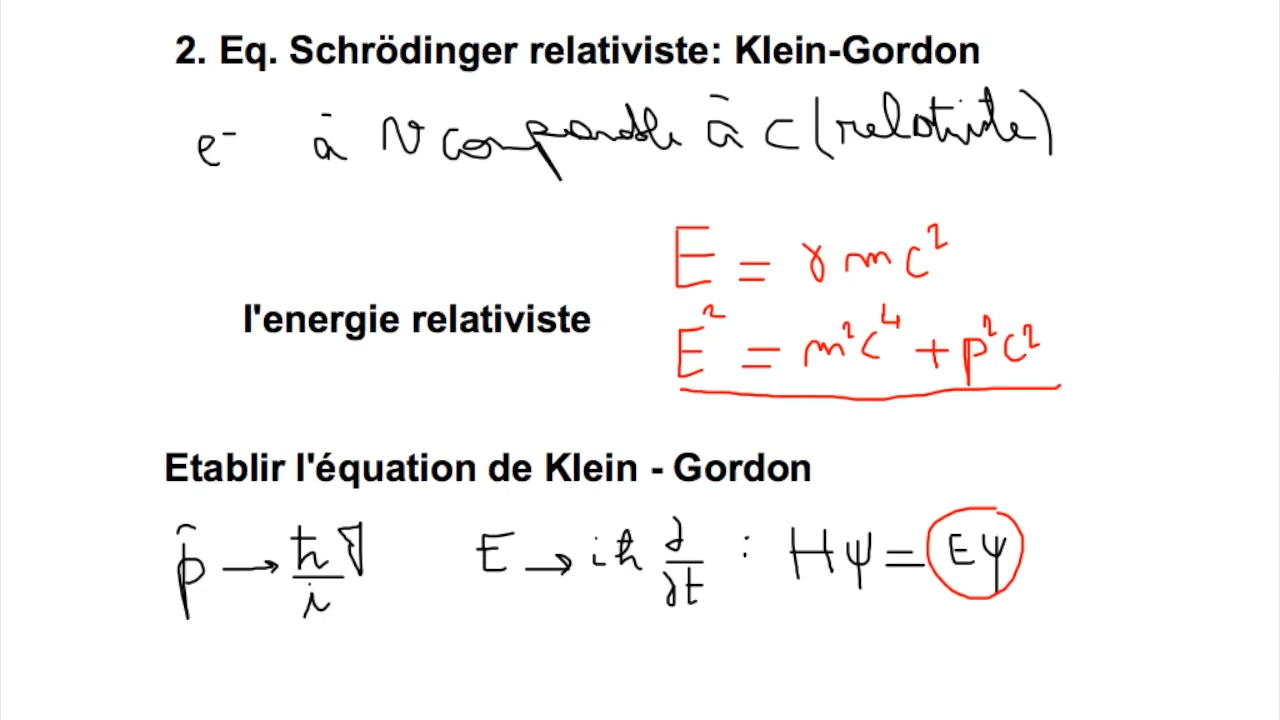 2. Eq. Schrödinger relativiste: Klein-Gordon
e⁻ à v comparable à c (relativiste)
E = γmc²
l'energie relativiste
E² = m²c⁴ + p²c²
Etablir l'équation de Klein - Gordon
p̂ → ħ/i ∇ E → iħ ∂/∂t : Hψ = Eψ